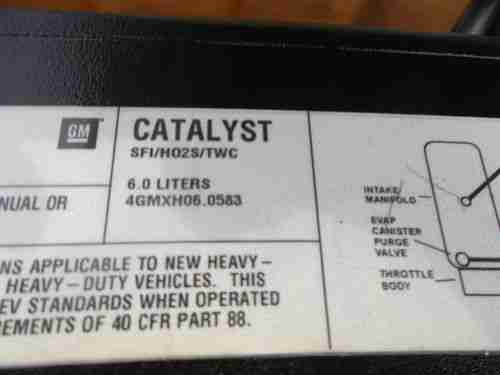 GM
CATALYST
SFI/HO2S/TWC
6.0 LITERS
4GMXH06.0583
NUAL OR
NS APPLICABLE TO NEW HEAVY-
HEAVY-DUTY VEHICLES. THIS
EV STANDARDS WHEN OPERATED
REMENTS OF 40 CFR PART 88.
INTAKE
MANIFOLD
EVAP
CANISTER
PURGE
VALVE
THROTTLE
BODY